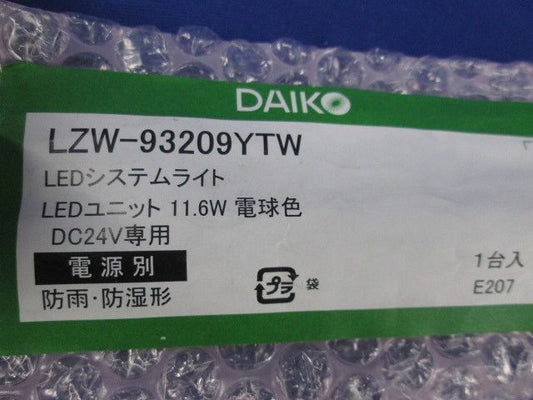 DAIKO
LZW-93209YTW
LEDシステムライト
LEDユニット 11.6W 電球色
DC24V専用
電源別
防雨・防湿形
プラ 袋
1台入
E207